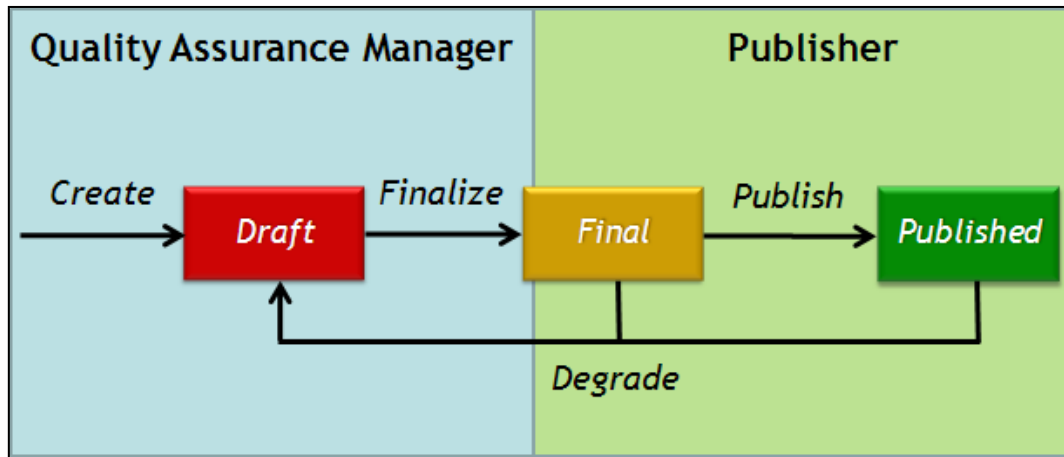 Quality Assurance Manager
Publisher
Create
Finalize
Publish
Draft
Final
Published
Degrade